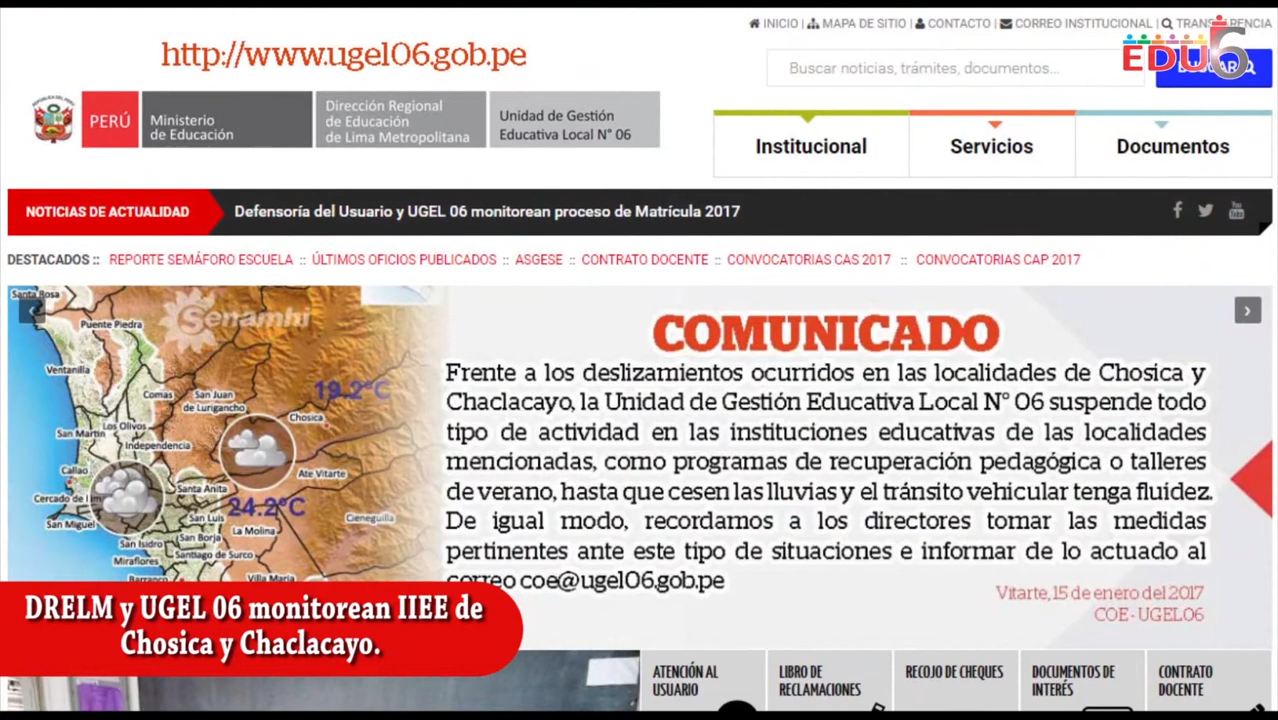 INICIO | MAPA DE SITIO | CONTACTO | CORREO INSTITUCIONAL |
http://www.ugel06.gob.pe
EDU6
Buscar noticias, trámites, documentos...
PERÚ
Ministerio
de Educación
Dirección Regional
de Educación
de Lima Metropolitana
Unidad de Gestión
Educativa Local N° 06
Institucional
Servicios
Documentos
NOTICIAS DE ACTUALIDAD
Defensoría del Usuario y UGEL 06 monitorean proceso de Matrícula 2017
You
Tube
DESTACADOS :: REPORTE SEMÁFORO ESCUELA :: ÚLTIMOS OFICIOS PUBLICADOS :: ASGESE :: CONTRATO DOCENTE :: CONVOCATORIAS CAS 2017 :: CONVOCATORIAS CAP 2017
Santa Rosa
Senamhi
Puente Piedra
Ventanilla
19.2°C
Comas
San Juan
de Lurigancho
Chosica
Los Olivos
San Martin
Independencia
Callao
Ate Vitarte
Santa Anita
Cercado de lim
24.2°C
San Luis
Cieneguilla
San Miguel
La Molina
San Borja
San Isidro
Santiago de Surco
Miraflores
Barranco
Villa Maria
COMUNICADO
Frente a los deslizamientos ocurridos en las localidades de Chosica y
Chaclacayo, la Unidad de Gestión Educativa Local N° 06 suspende todo
tipo de actividad en las instituciones educativas de las localidades
mencionadas, como programas de recuperación pedagógica o talleres
de verano, hasta que cesen las lluvias y el tránsito vehicular tenga fluidez.
De igual modo, recordamos a los directores tomar las medidas
pertinentes ante este tipo de situaciones e informar de lo actuado al
correo coe@ugel06.gob,pe
Vitarte, 15 de enero del 2017
COE - UGEL06
DRELM y UGEL 06 monitorean IIEE de
Chosica y Chaclacayo.
ATENCIÓN AL
USUARIO
LIBRO DE
RECLAMACIONES
RECOJO DE CHEQUES
DOCUMENTOS DE
INTERÉS
CONTRATO
DOCENTE